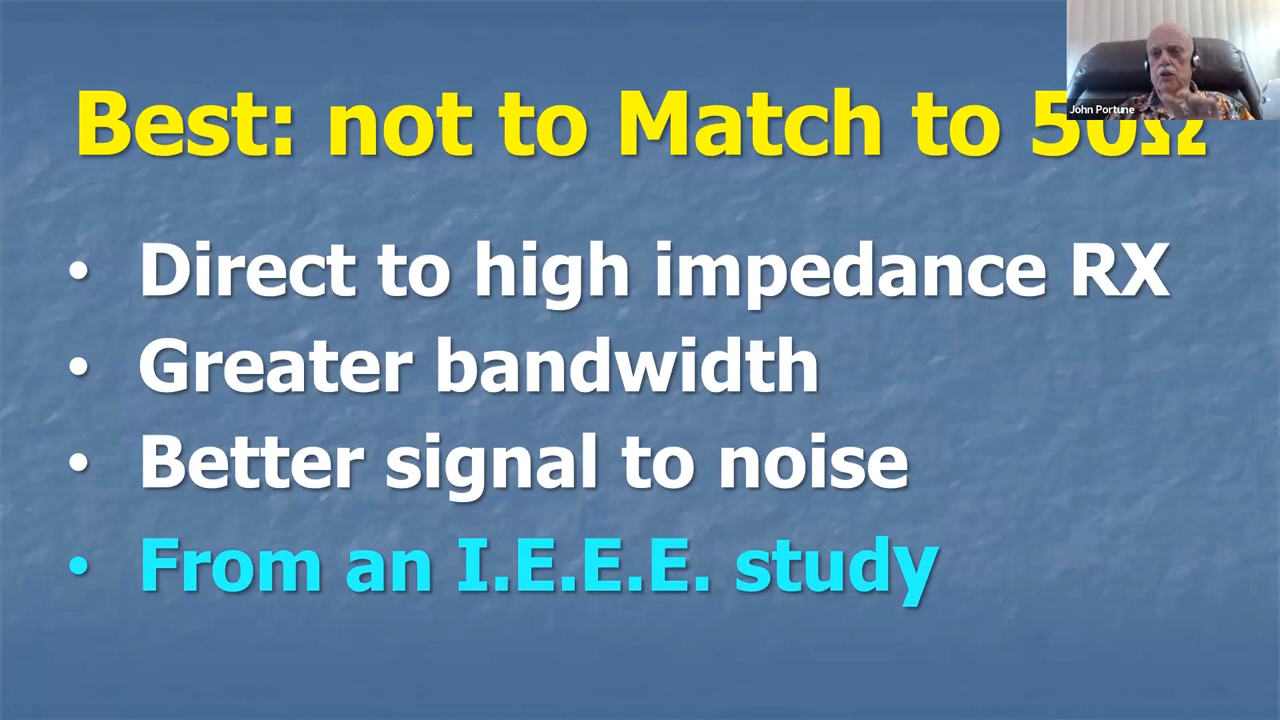 Best: not to Match to 50Ω
John Portune
• Direct to high impedance RX
• Greater bandwidth
• Better signal to noise
• From an I.E.E.E. study